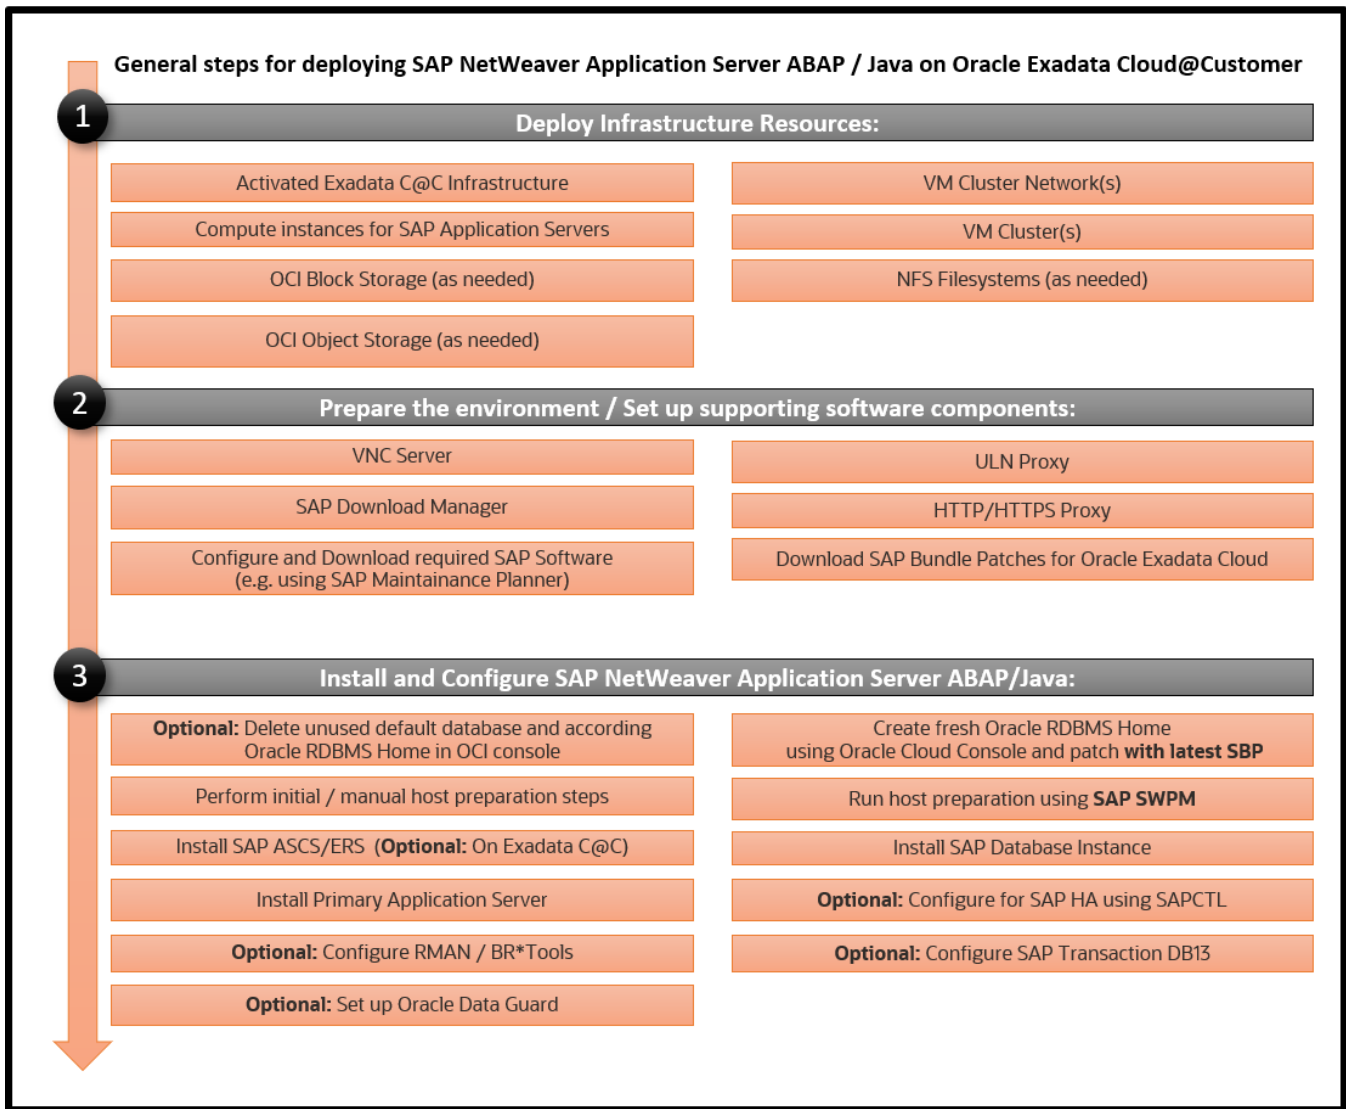 General steps for deploying SAP NetWeaver Application Server ABAP / Java on Oracle Exadata Cloud@Customer
1
Deploy Infrastructure Resources:
Activated Exadata C@C Infrastructure
VM Cluster Network(s)
Compute instances for SAP Application Servers
VM Cluster(s)
OCI Block Storage (as needed)
NFS Filesystems (as needed)
OCI Object Storage (as needed)
2
Prepare the environment / Set up supporting software components:
VNC Server
ULN Proxy
SAP Download Manager
HTTP/HTTPS Proxy
Configure and Download required SAP Software
(e.g. using SAP Maintainance Planner)
Download SAP Bundle Patches for Oracle Exadata Cloud
3
Install and Configure SAP NetWeaver Application Server ABAP/Java:
Optional: Delete unused default database and according
Oracle RDBMS Home in OCI console
Create fresh Oracle RDBMS Home
using Oracle Cloud Console and patch with latest SBP
Perform initial / manual host preparation steps
Run host preparation using SAP SWPM
Install SAP ASCS/ERS (Optional: On Exadata C@C)
Install SAP Database Instance
Install Primary Application Server
Optional: Configure for SAP HA using SAPCTL
Optional: Configure RMAN / BR*Tools
Optional: Configure SAP Transaction DB13
Optional: Set up Oracle Data Guard